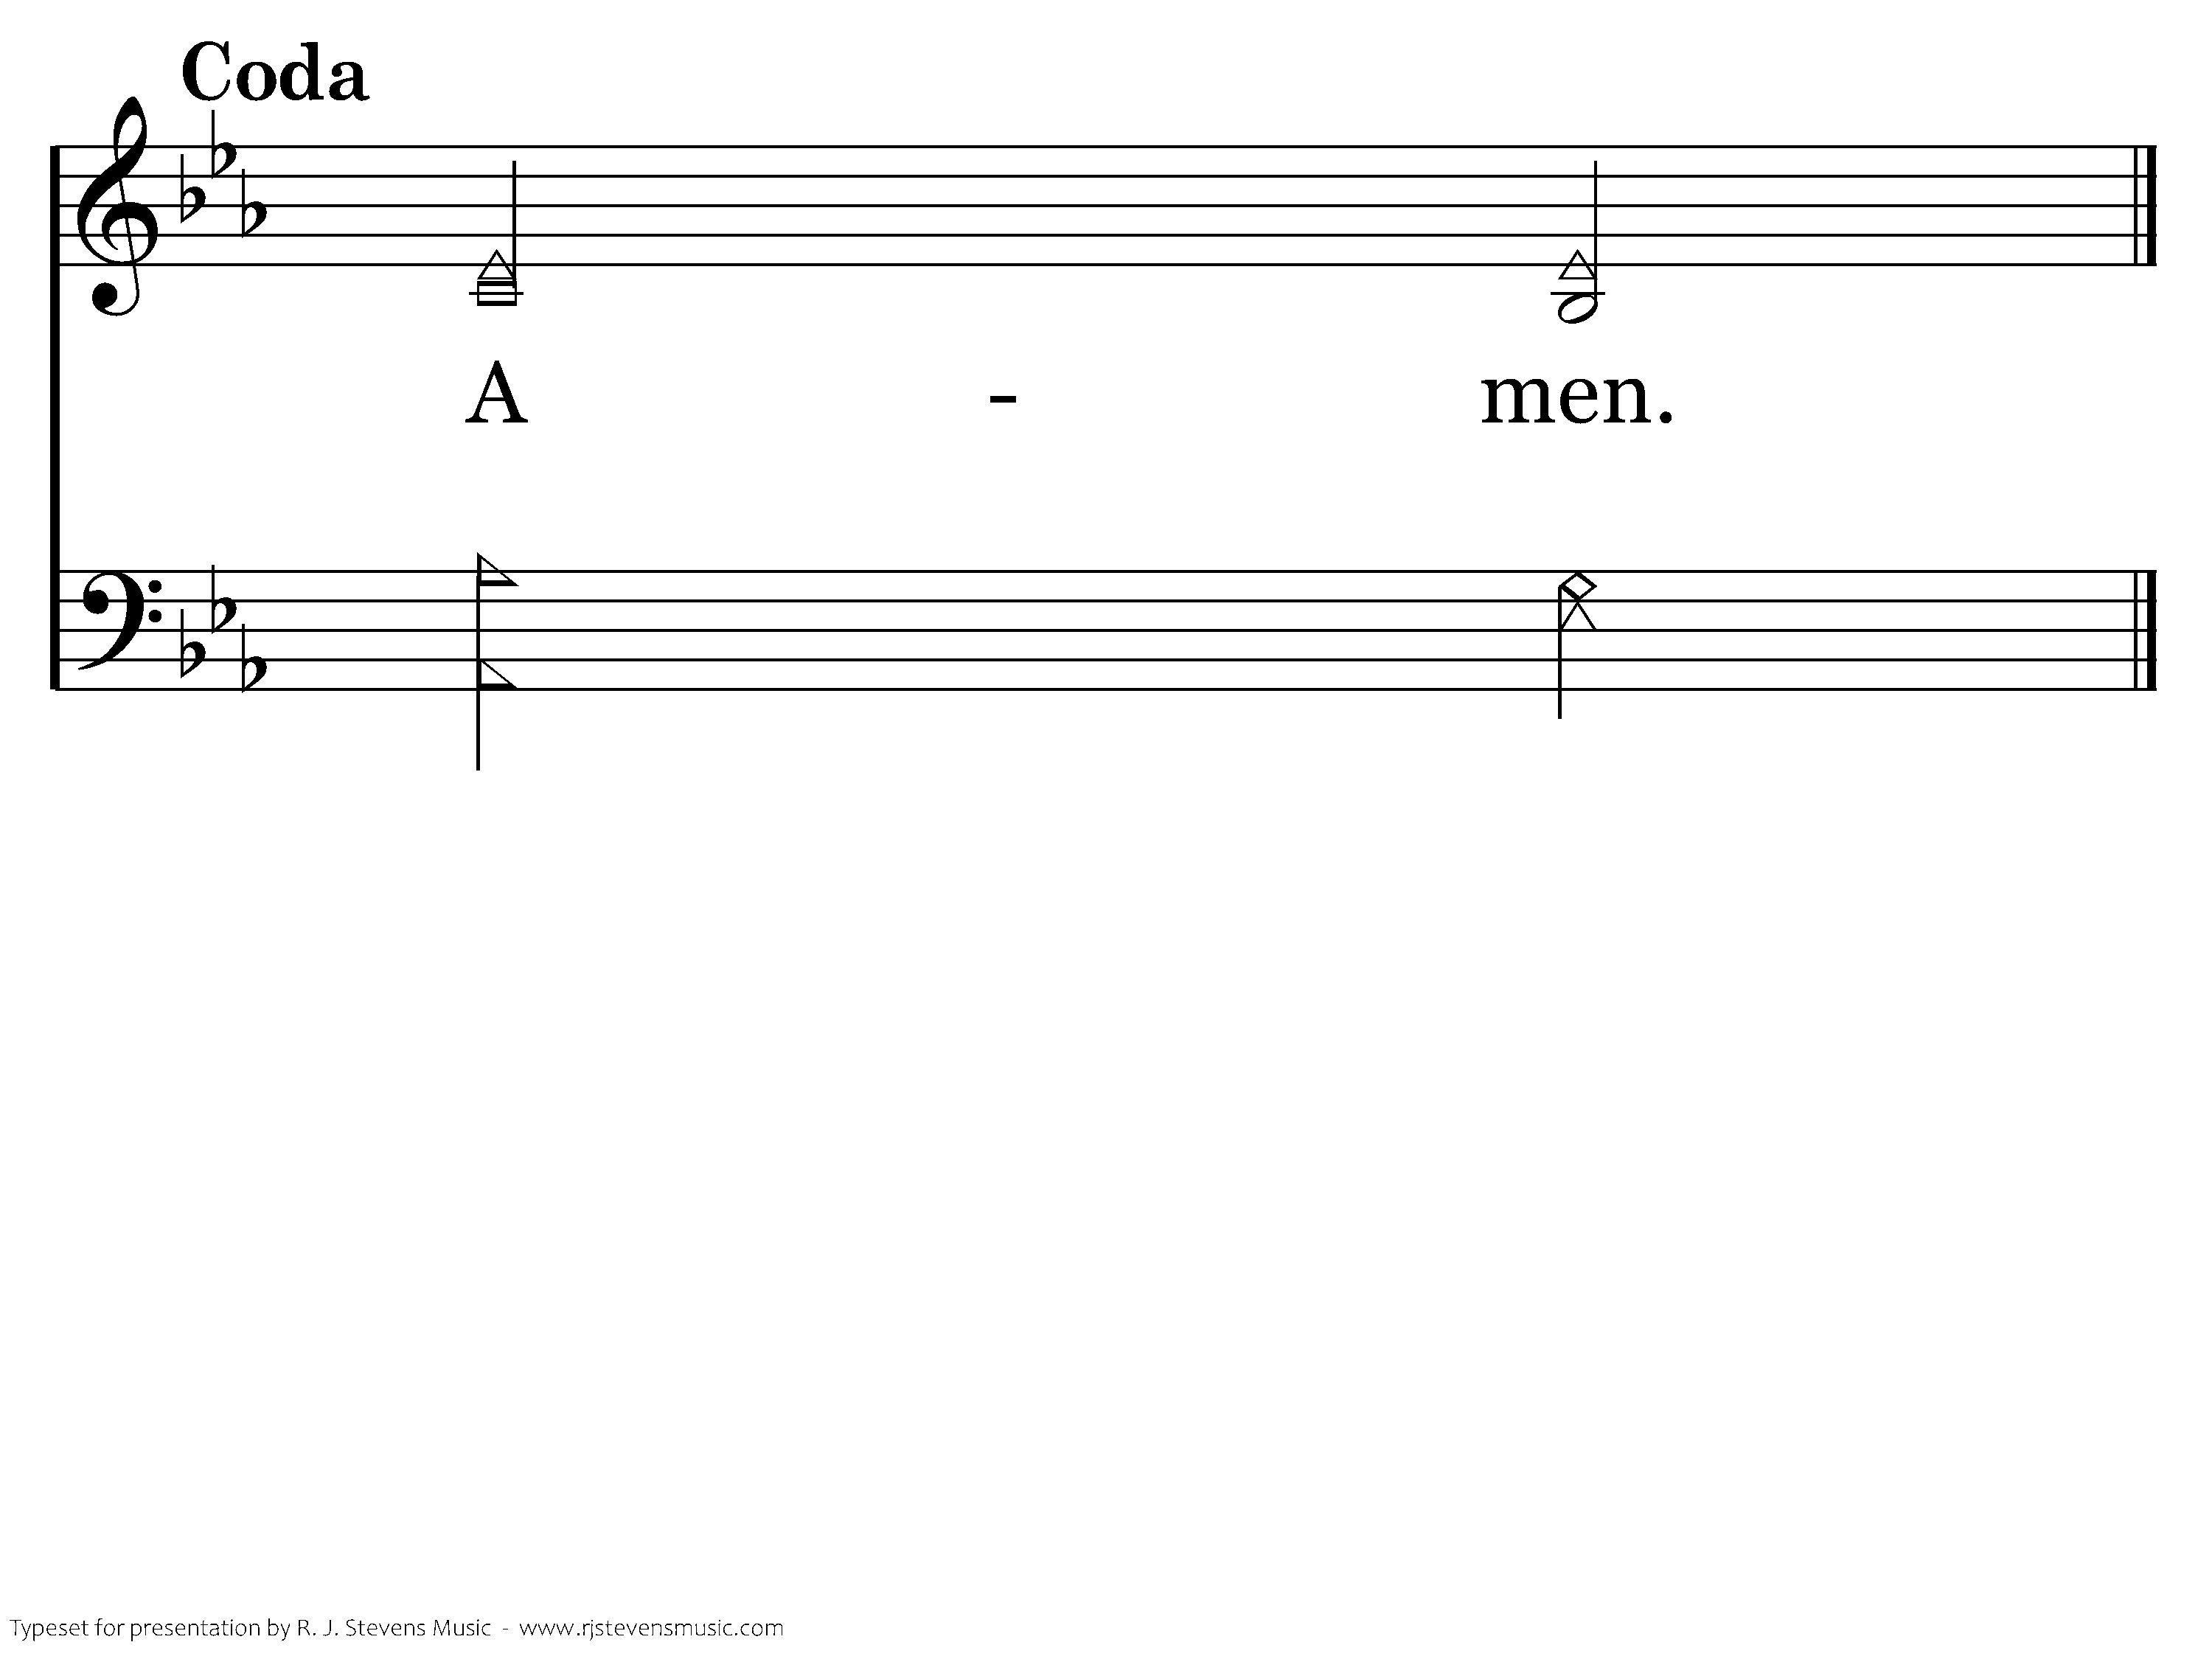 Coda
A - men.
Typeset for presentation by R. J. Stevens Music - www.rjstevensmusic.com